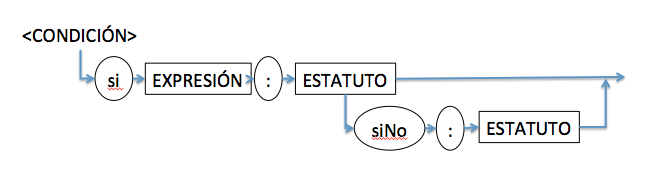 <CONDICIÓN>
si EXPRESIÓN : ESTATUTO
siNo : ESTATUTO